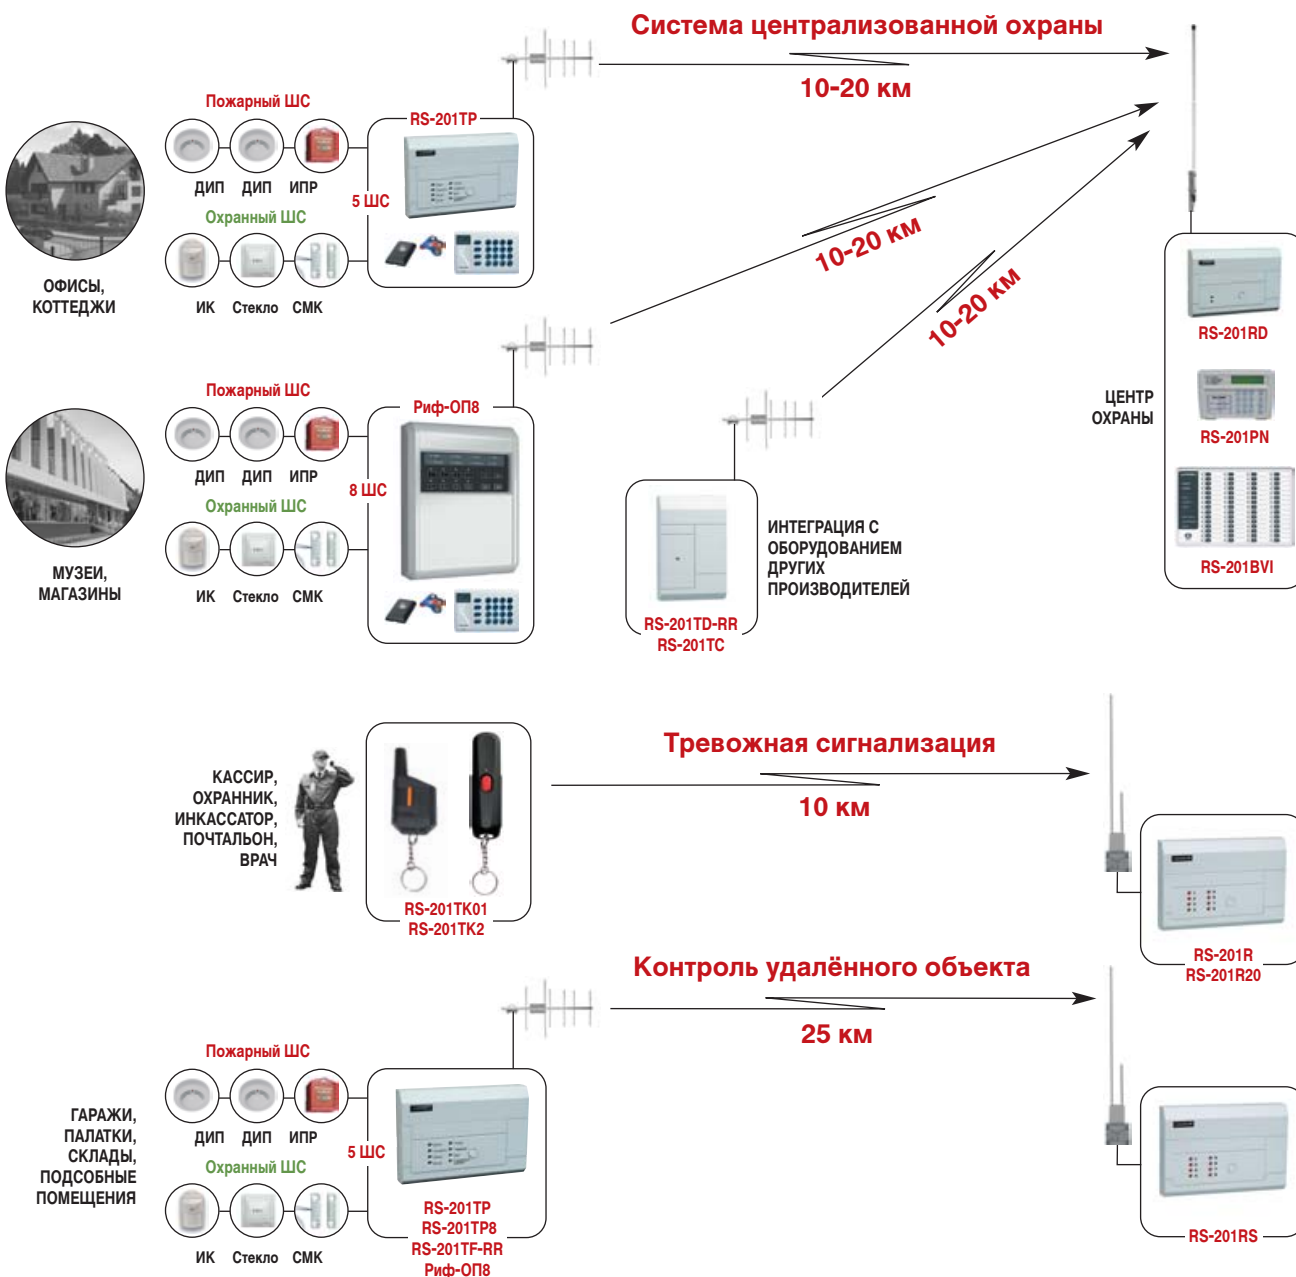 Система централизованной охраны
10-20 км
Пожарный ШС
RS-201TP
ДИП ДИП ИПР
5 ШС
Охранный ШС
ИК Стекло СМК
ОФИСЫ,
КОТТЕДЖИ
10-20 км
10-20 км
RS-201RD
Пожарный ШС
Риф-ОП8
ДИП ДИП ИПР
8 ШС
Охранный ШС
ИК Стекло СМК
МУЗЕИ,
МАГАЗИНЫ
ЦЕНТР
ОХРАНЫ
RS-201PN
RS-201BVI
ИНТЕГРАЦИЯ С
ОБОРУДОВАНИЕМ
ДРУГИХ
ПРОИЗВОДИТЕЛЕЙ
RS-201TD-RR
RS-201TC
Тревожная сигнализация
10 км
КАССИР,
ОХРАННИК,
ИНКАССАТОР,
ПОЧТАЛЬОН,
ВРАЧ
RS-201TK01
RS-201TK2
RS-201R
RS-201R20
Контроль удалённого объекта
25 км
Пожарный ШС
ДИП ДИП ИПР
5 ШС
Охранный ШС
ИК Стекло СМК
ГАРАЖИ,
ПАЛАТКИ,
СКЛАДЫ,
ПОДСОБНЫЕ
ПОМЕЩЕНИЯ
RS-201TP
RS-201TP8
RS-201TF-RR
Риф-ОП8
RS-201RS